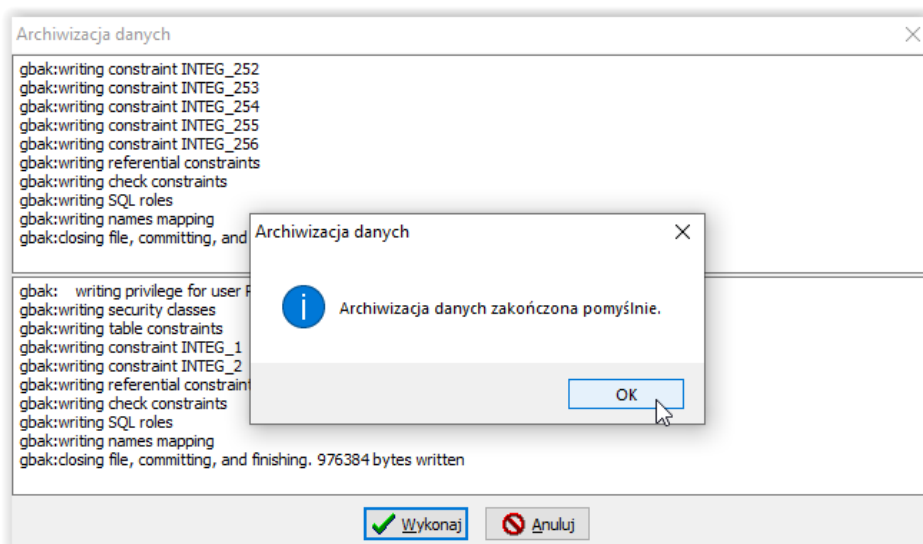 Archiwizacja danych
gbak:writing constraint INTEG_252
gbak:writing constraint INTEG_253
gbak:writing constraint INTEG_254
gbak:writing constraint INTEG_255
gbak:writing constraint INTEG_256
gbak:writing referential constraints
gbak:writing check constraints
gbak:writing SQL roles
gbak:writing names mapping
gbak:closing file, committing, and
Archiwizacja danych
Archiwizacja danych zakończona pomyślnie.
OK
gbak: writing privilege for user
gbak:writing security classes
gbak:writing table constraints
gbak:writing constraint INTEG_1
gbak:writing constraint INTEG_2
gbak:writing referential constraint
gbak:writing check constraints
gbak:writing SQL roles
gbak:writing names mapping
gbak:closing file, committing, and finishing. 976384 bytes written
Wykonaj
Anuluj